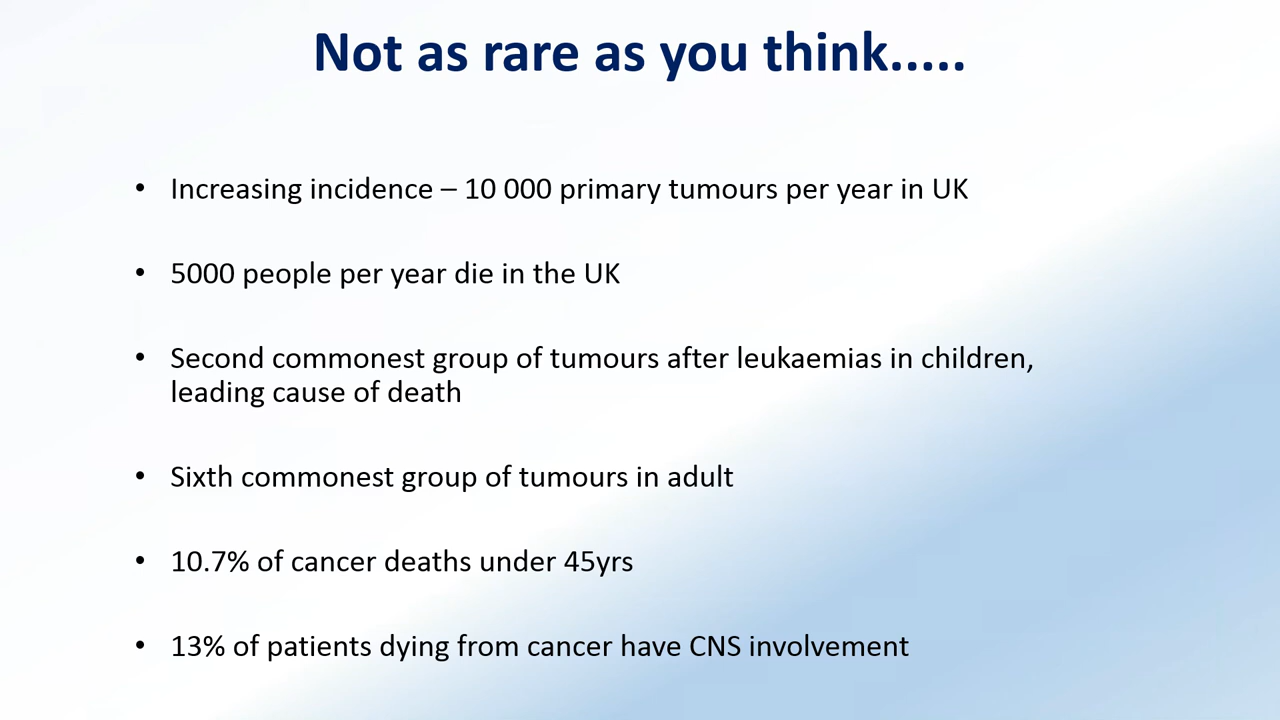 Not as rare as you think.....
• Increasing incidence – 10 000 primary tumours per year in UK
• 5000 people per year die in the UK
• Second commonest group of tumours after leukaemias in children,
leading cause of death
• Sixth commonest group of tumours in adult
• 10.7% of cancer deaths under 45yrs
• 13% of patients dying from cancer have CNS involvement